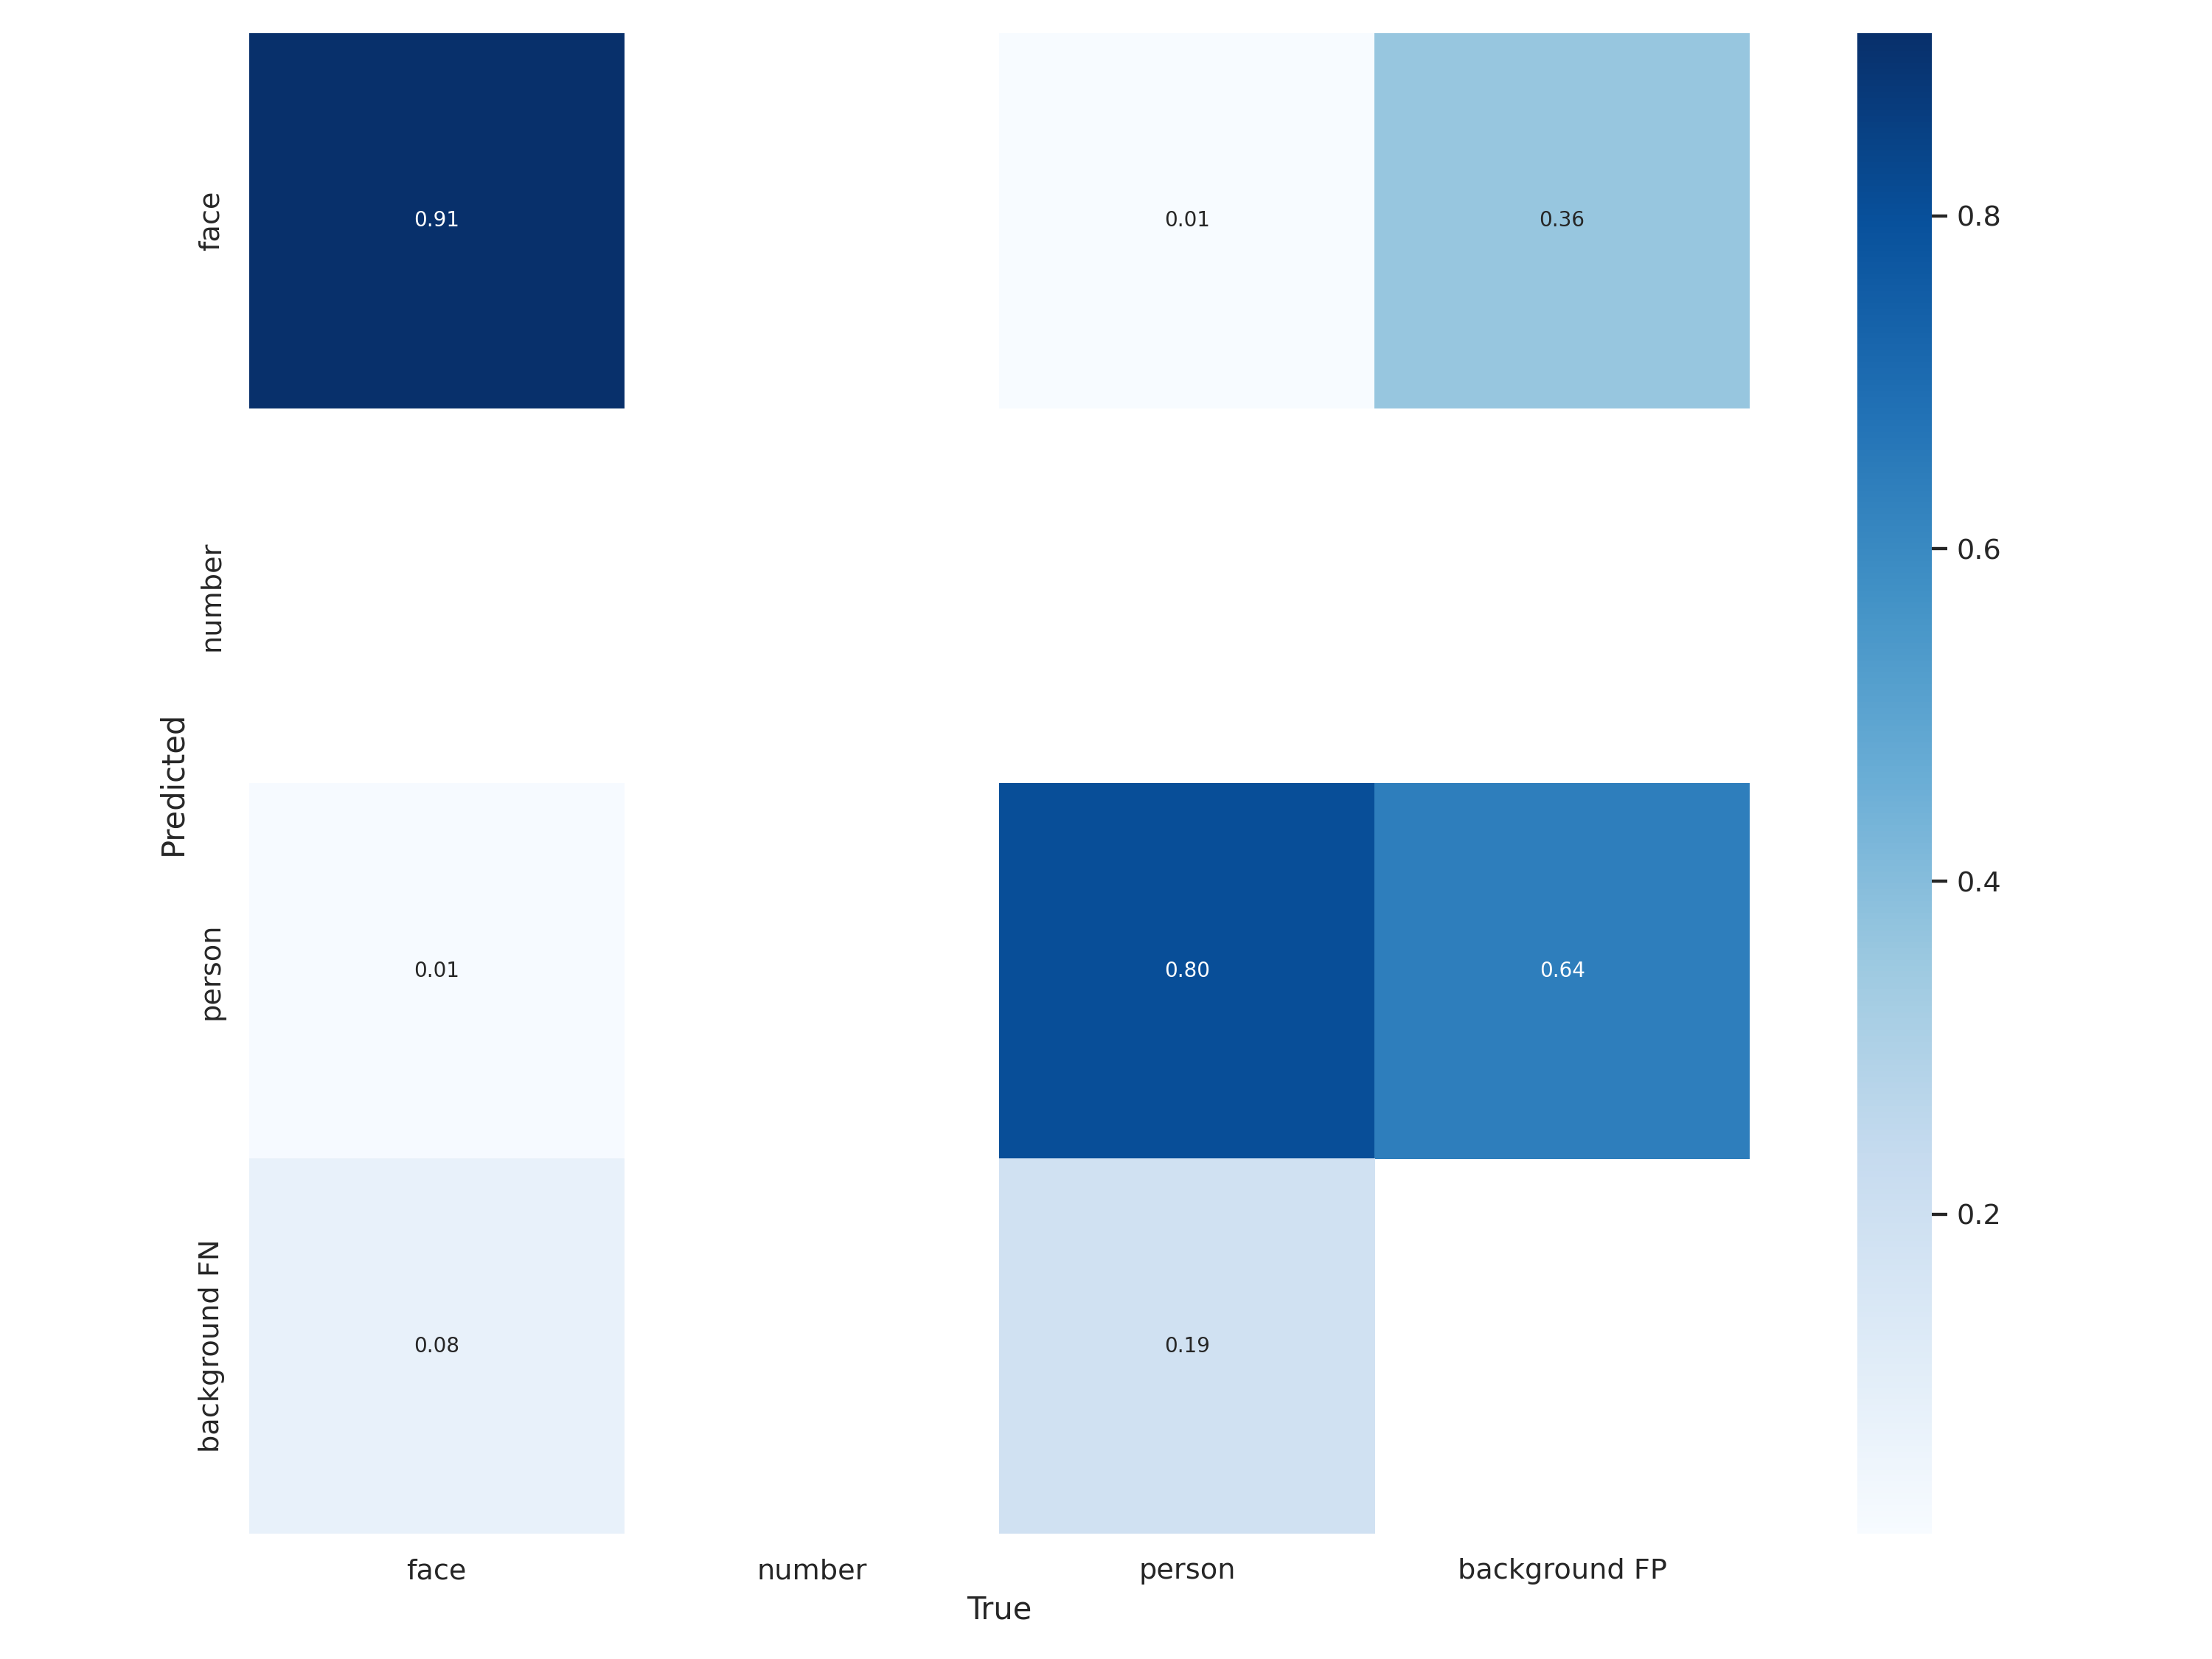 face
0.91
0.01
0.36
0.8
number
0.6
Predicted
person
0.01
0.80
0.64
0.4
background FN
0.08
0.19
0.2
face
number
person
background FP
True